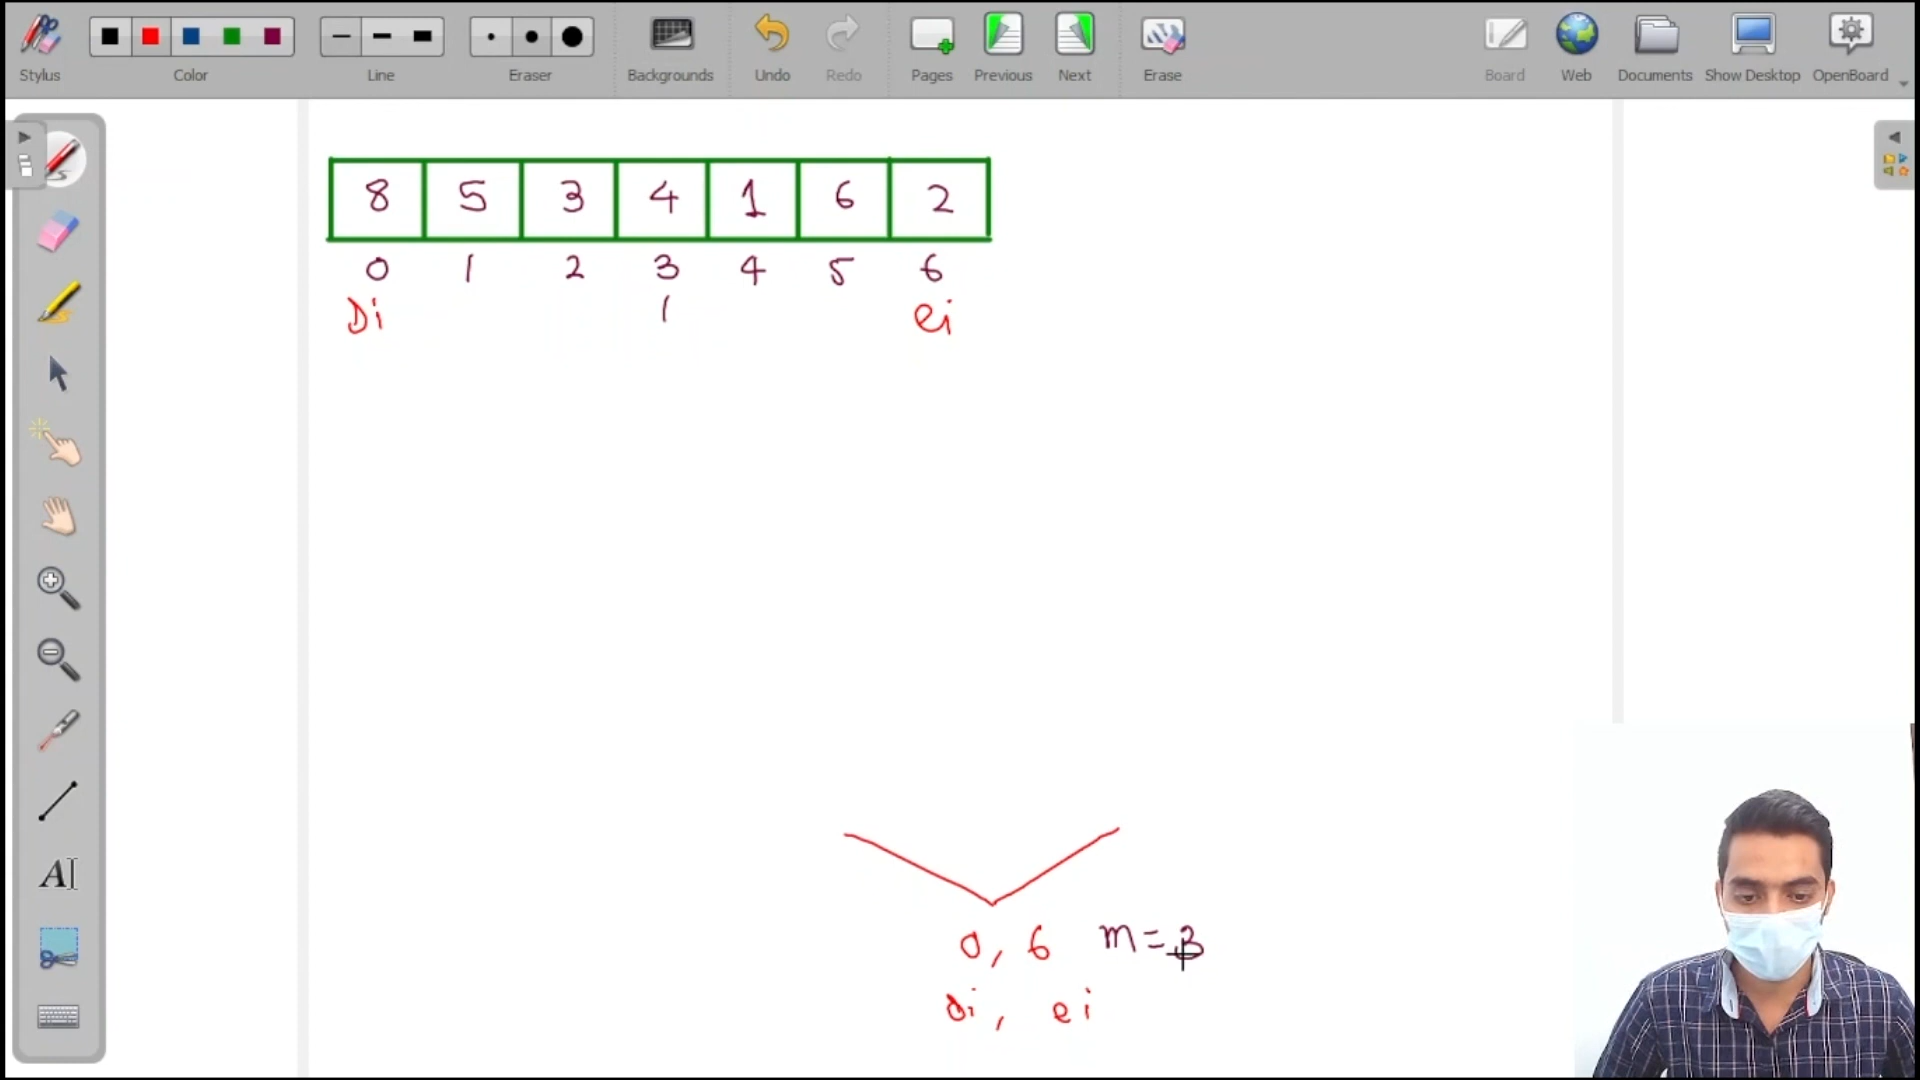 Stylus Color Line Eraser Backgrounds Undo Redo Pages Previous Next Erase Board Web Documents Show Desktop OpenBoard
8 5 3 4 1 6 2
0 1 2 3 4 5 6
Di ei
0, 6 m=3
di, ei
AI